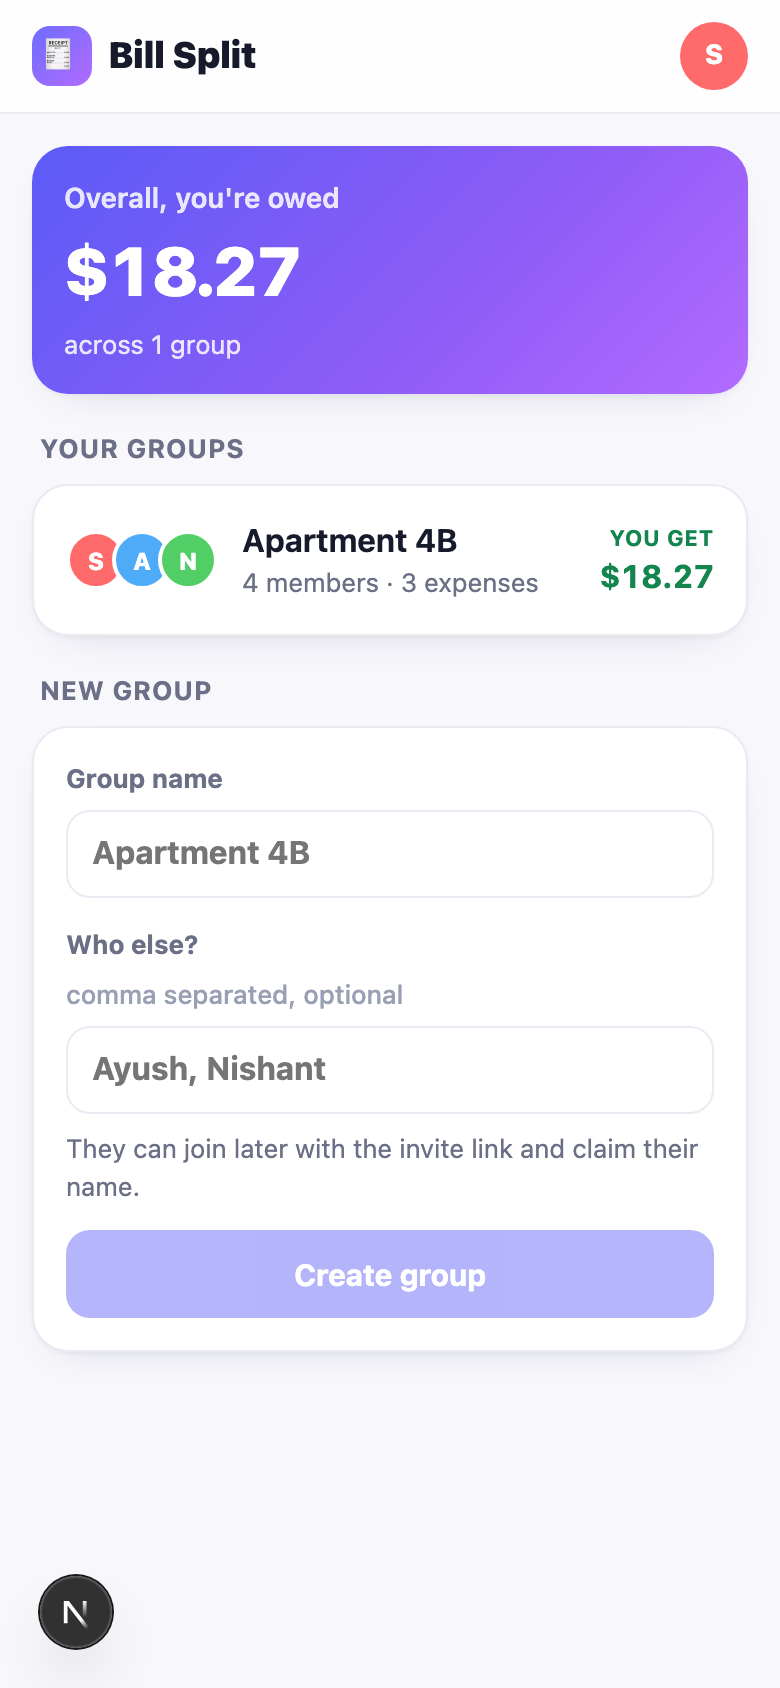 RECEIPT
Bill Split
S
Overall, you're owed
$18.27
across 1 group
YOUR GROUPS
S A N
Apartment 4B
4 members · 3 expenses
YOU GET
$18.27
NEW GROUP
Group name
Apartment 4B
Who else?
comma separated, optional
Ayush, Nishant
They can join later with the invite link and claim their
name.
Create group
N